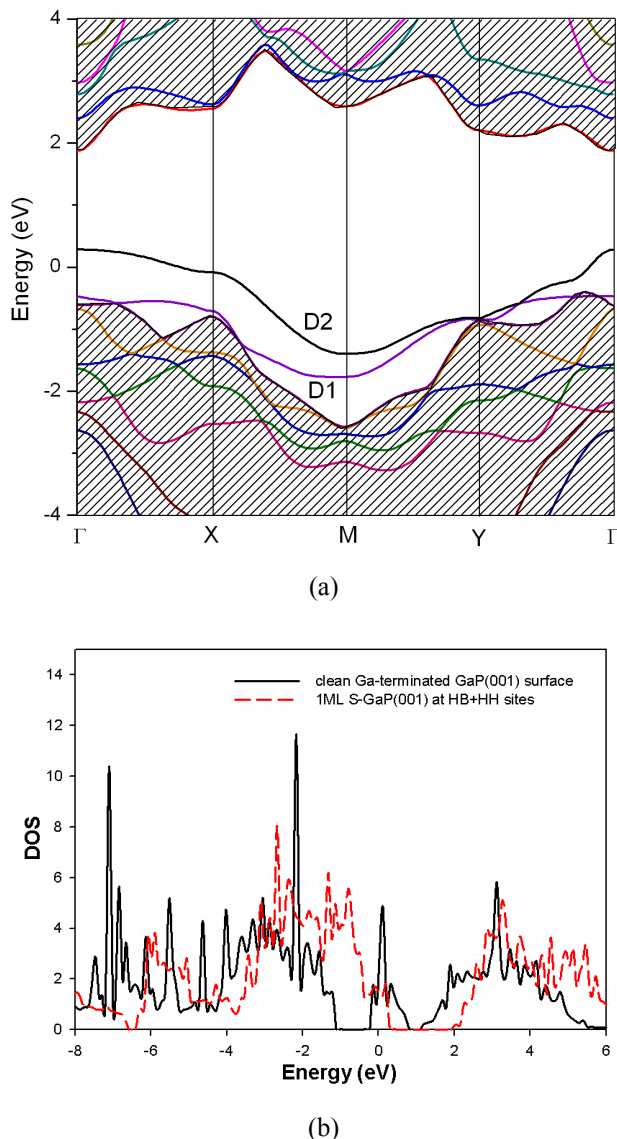 4
2
0
-2
-4
Energy (eV)
D2
D1
Γ X M Y Γ
(a)
14
12
10
8
6
4
2
0
DOS
clean Ga-terminated GaP(001) surface
1ML S-GaP(001) at HB+HH sites
-8 -6 -4 -2 0 2 4 6
Energy (eV)
(b)